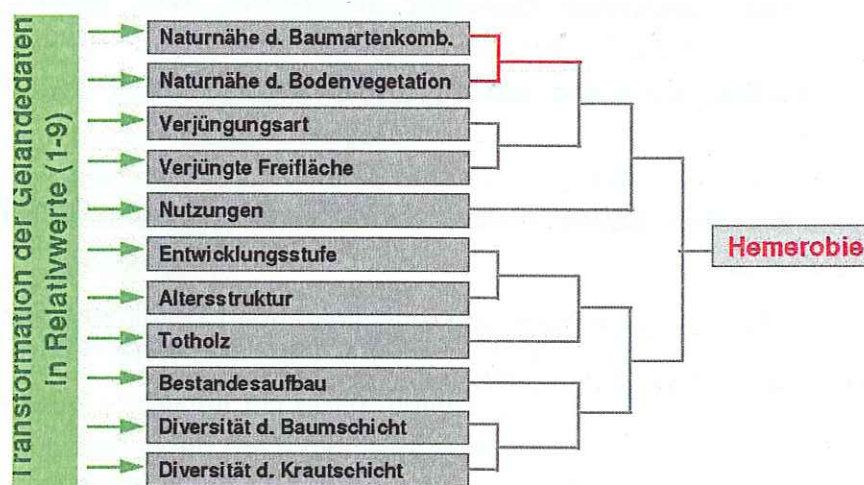 Transformation der Geländedaten
in Relativwerte (1-9)
Naturnähe d. Baumartenkomb.
Naturnähe d. Bodenvegetation
Verjüngungsart
Verjüngte Freifläche
Nutzungen
Entwicklungsstufe
Altersstruktur
Totholz
Bestandesaufbau
Diversität d. Baumschicht
Diversität d. Krautschicht
Hemerobie